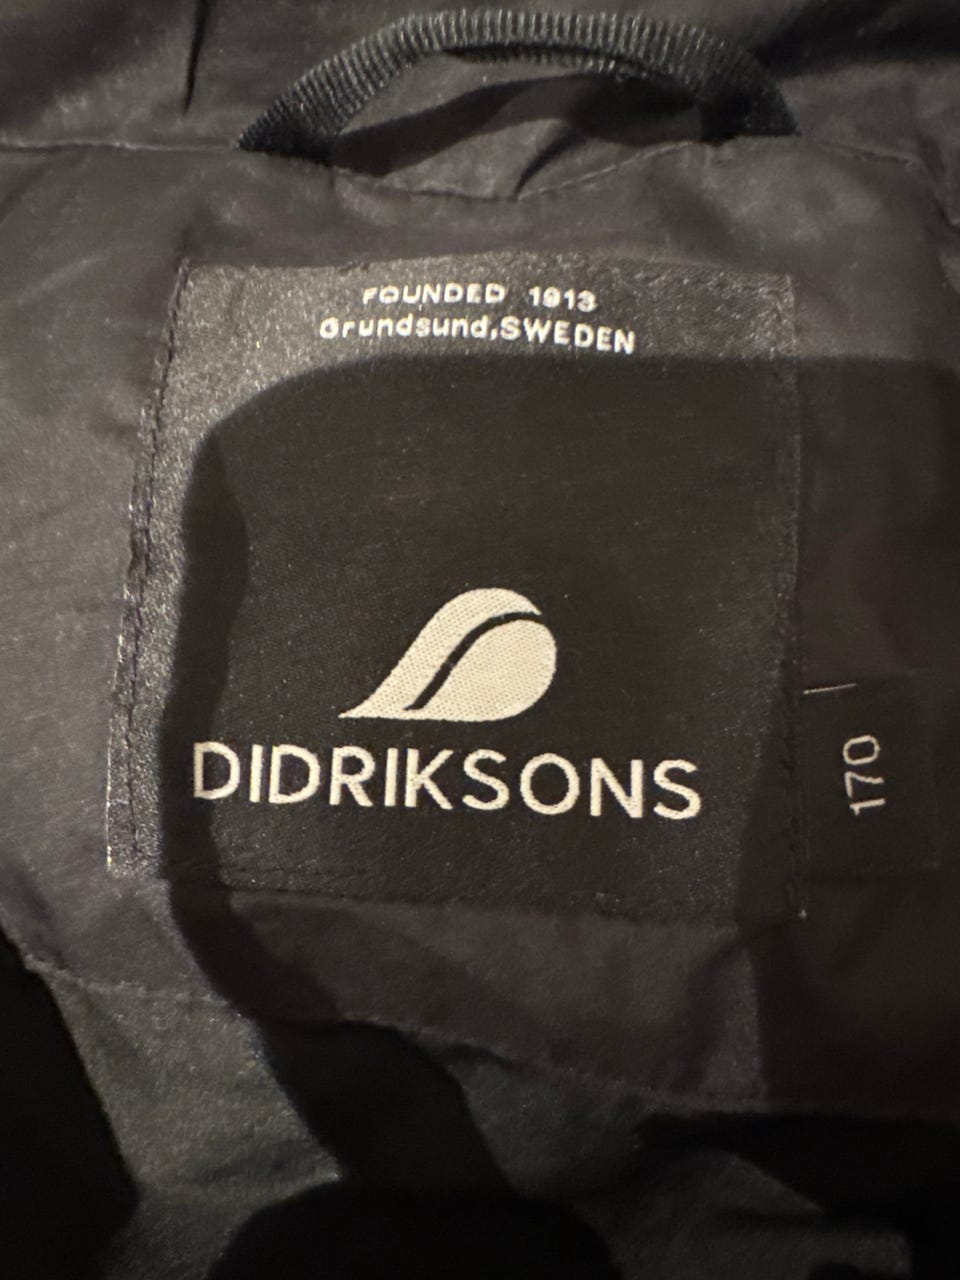 FOUNDED 1913
Grundsund,SWEDEN
DIDRIKSONS
170